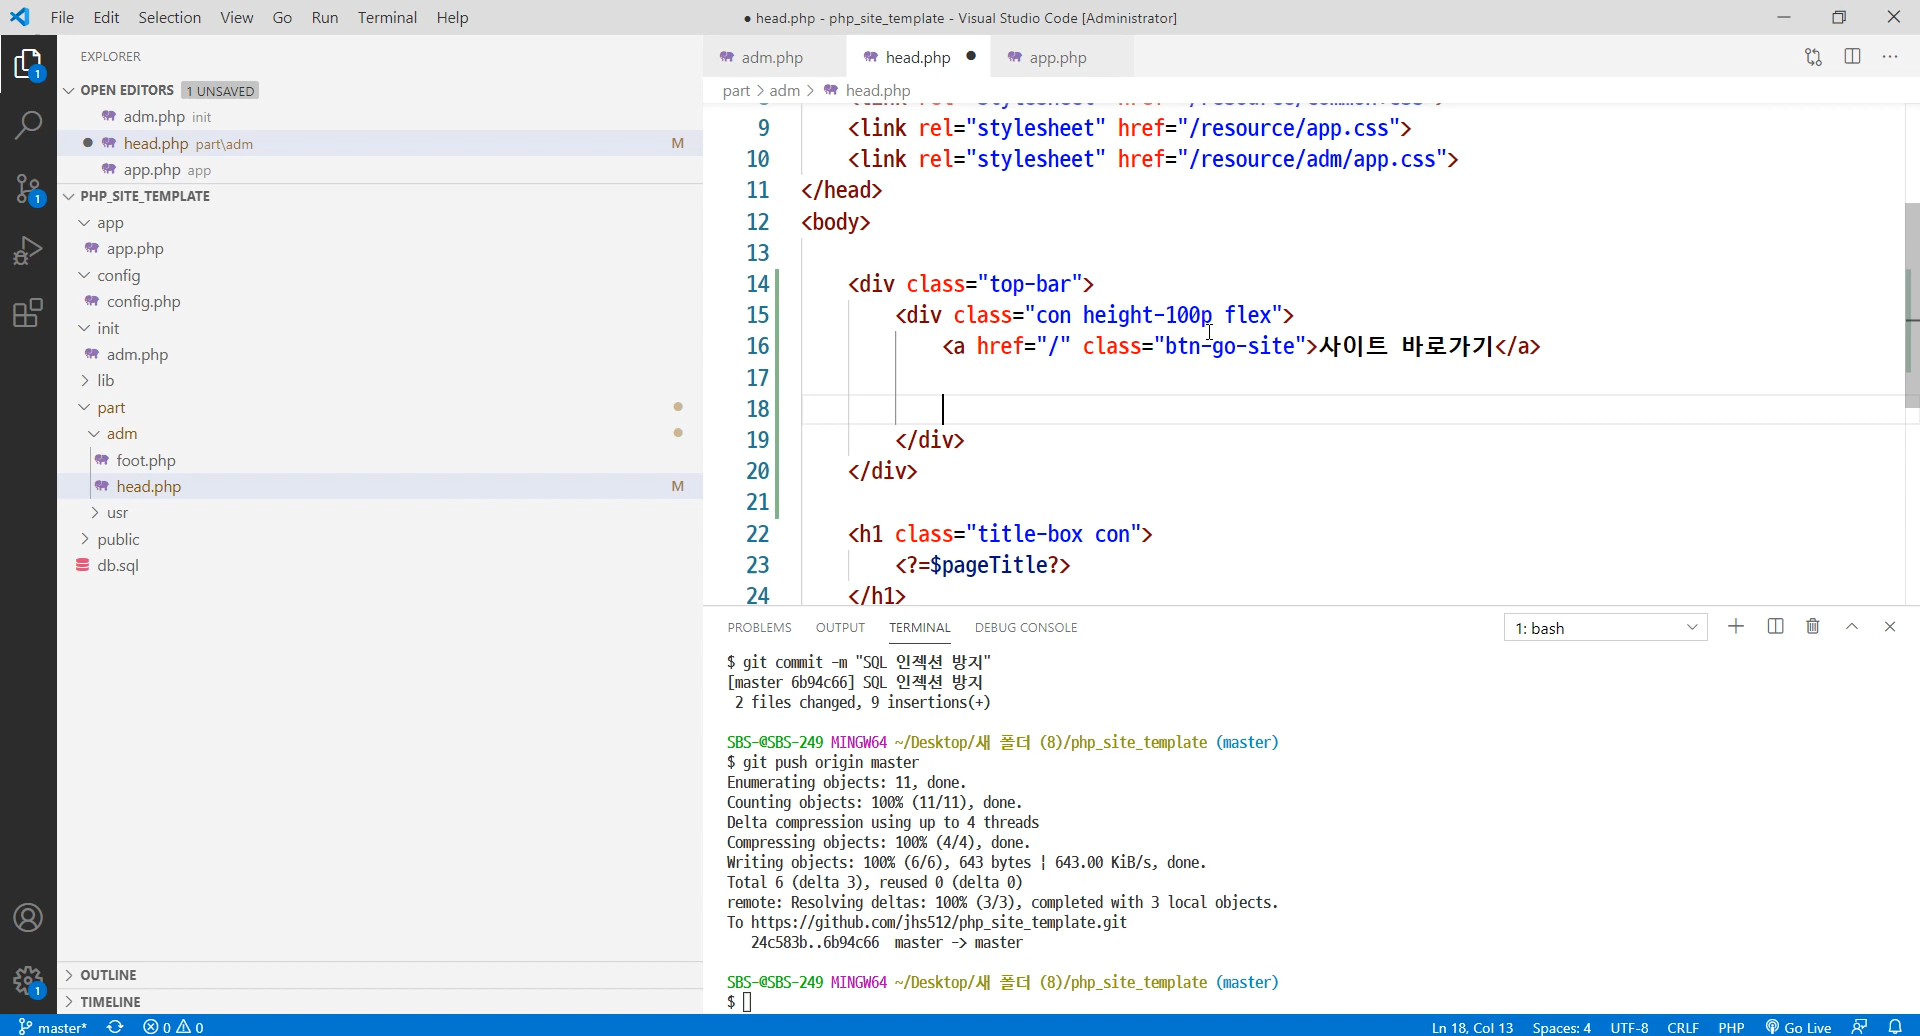 File Edit Selection View Go Run Terminal Help
● head.php - php_site_template - Visual Studio Code [Administrator]
EXPLORER
OPEN EDITORS 1 UNSAVED
adm.php init
head.php part\adm M
app.php app
PHP_SITE_TEMPLATE
app
app.php
config
config.php
init
adm.php
lib
part
adm
foot.php
head.php M
usr
public
db.sql
OUTLINE
TIMELINE
1
1
1
adm.php head.php app.php
part > adm > head.php
9 <link rel="stylesheet" href="/resource/app.css">
10 <link rel="stylesheet" href="/resource/adm/app.css">
11 </head>
12 <body>
13
14 <div class="top-bar">
15 <div class="con height-100p flex">
16 <a href="/" class="btn-go-site">사이트 바로가기</a>
17
18
19 </div>
20 </div>
21
22 <h1 class="title-box con">
23 <?=$pageTitle?>
24 </h1>
PROBLEMS OUTPUT TERMINAL DEBUG CONSOLE 1: bash
$ git commit -m "SQL 인젝션 방지"
[master 6b94c66] SQL 인젝션 방지
2 files changed, 9 insertions(+)
SBS-@SBS-249 MINGW64 ~/Desktop/새 폴더 (8)/php_site_template (master)
$ git push origin master
Enumerating objects: 11, done.
Counting objects: 100% (11/11), done.
Delta compression using up to 4 threads
Compressing objects: 100% (4/4), done.
Writing objects: 100% (6/6), 643 bytes | 643.00 KiB/s, done.
Total 6 (delta 3), reused 0 (delta 0)
remote: Resolving deltas: 100% (3/3), completed with 3 local objects.
To https://github.com/jhs512/php_site_template.git
24c583b..6b94c66 master -> master
SBS-@SBS-249 MINGW64 ~/Desktop/새 폴더 (8)/php_site_template (master)
$
master* 0 0 Ln 18, Col 13 Spaces: 4 UTF-8 CRLF PHP Go Live